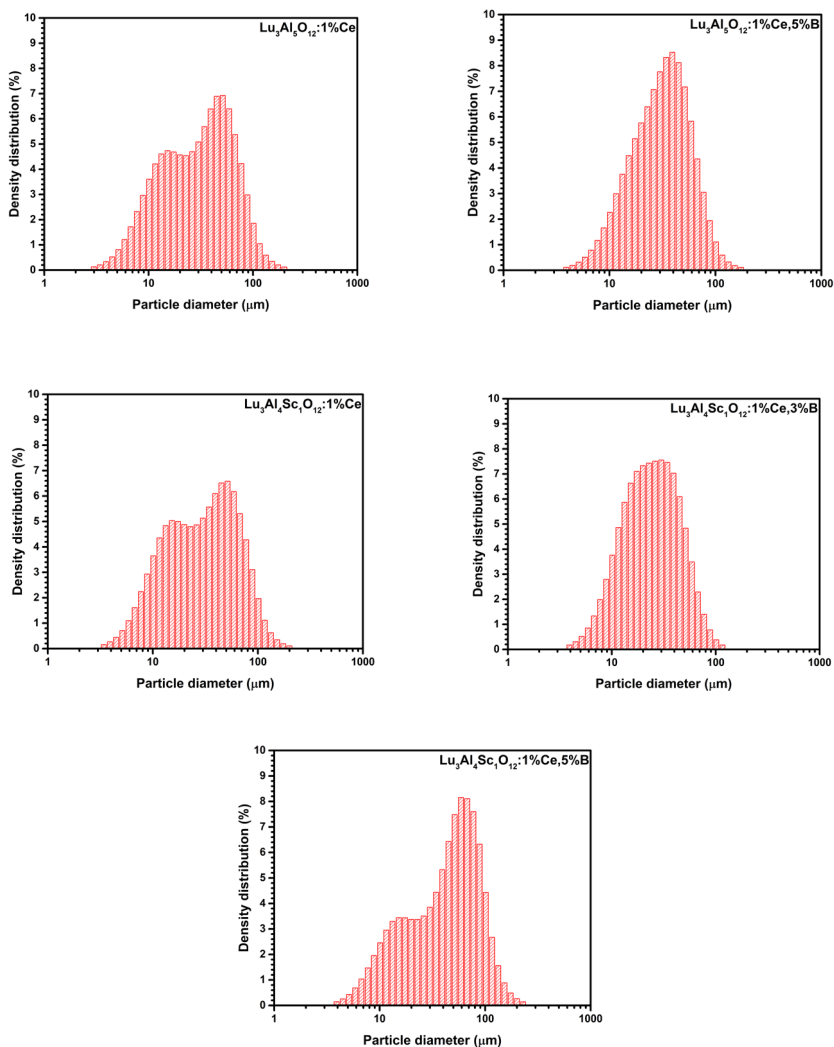 Lu₃Al₅O₁₂:1%Ce
10
9
8
7
6
5
4
3
2
1
0
Density distribution (%)
1 10 100 1000
Particle diameter (μm)
Lu₃Al₅O₁₂:1%Ce,5%B
10
9
8
7
6
5
4
3
2
1
0
Density distribution (%)
1 10 100 1000
Particle diameter (μm)
Lu₃Al₄Sc₁O₁₂:1%Ce
10
9
8
7
6
5
4
3
2
1
0
Density distribution (%)
1 10 100 1000
Particle diameter (μm)
Lu₃Al₄Sc₁O₁₂:1%Ce,3%B
10
9
8
7
6
5
4
3
2
1
0
Density distribution (%)
1 10 100 1000
Particle diameter (μm)
Lu₃Al₄Sc₁O₁₂:1%Ce,5%B
10
9
8
7
6
5
4
3
2
1
0
Density distribution (%)
1 10 100 1000
Particle diameter (μm)